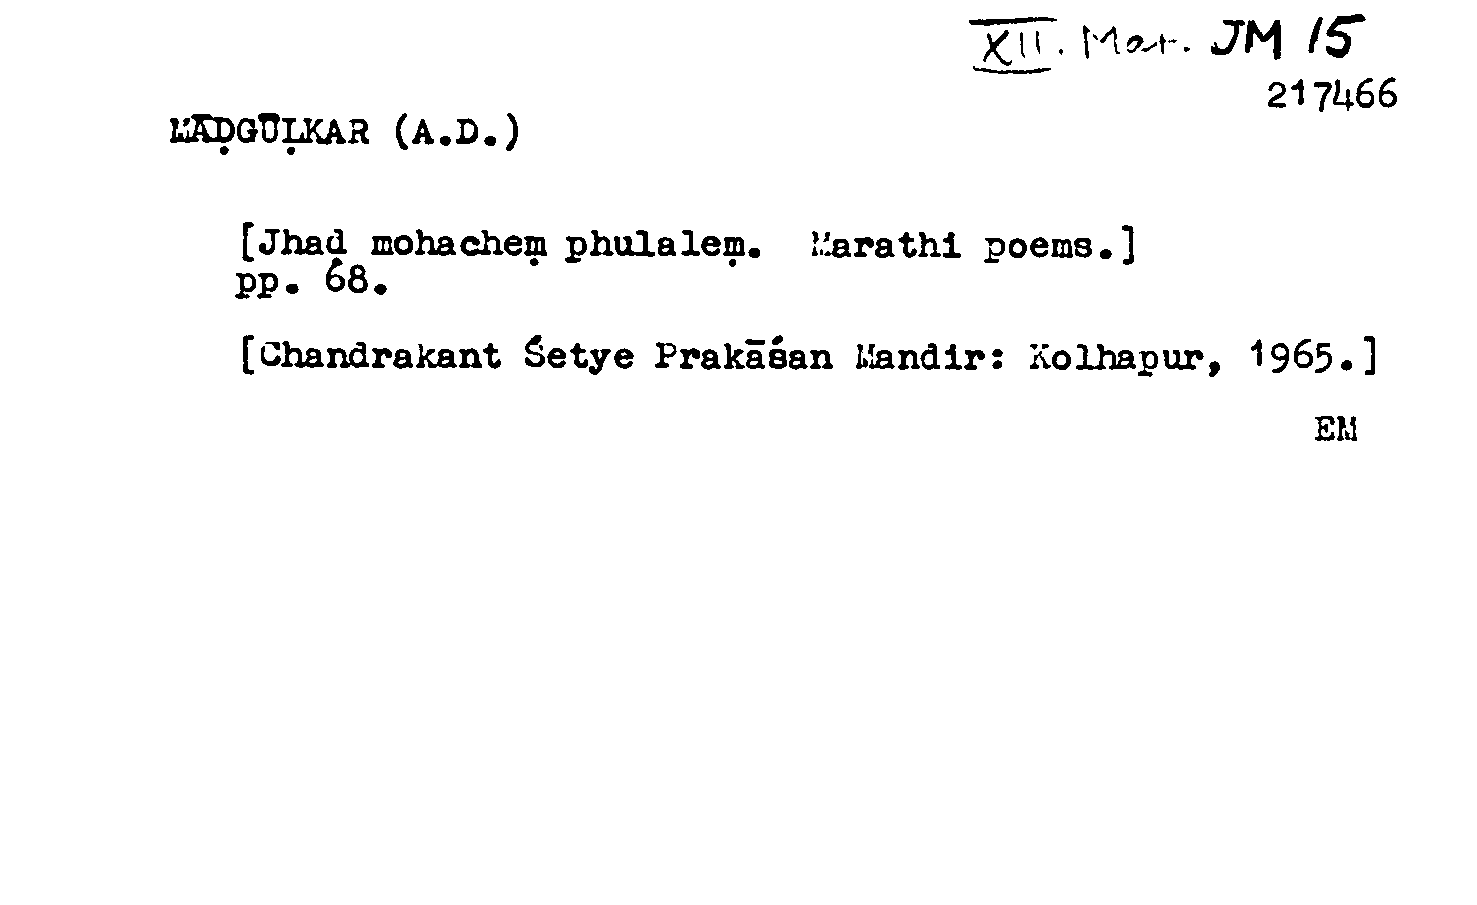 XII. Mar. JM 15
217466
MĀḌGŪḶKAR (A.D.)
[Jhaḍ mohacheṃ phulaleṃ. Marathi poems.]
pp. 68.
[Chandrakant Śetye Prakāśan Mandir: Kolhapur, 1965.]
EM